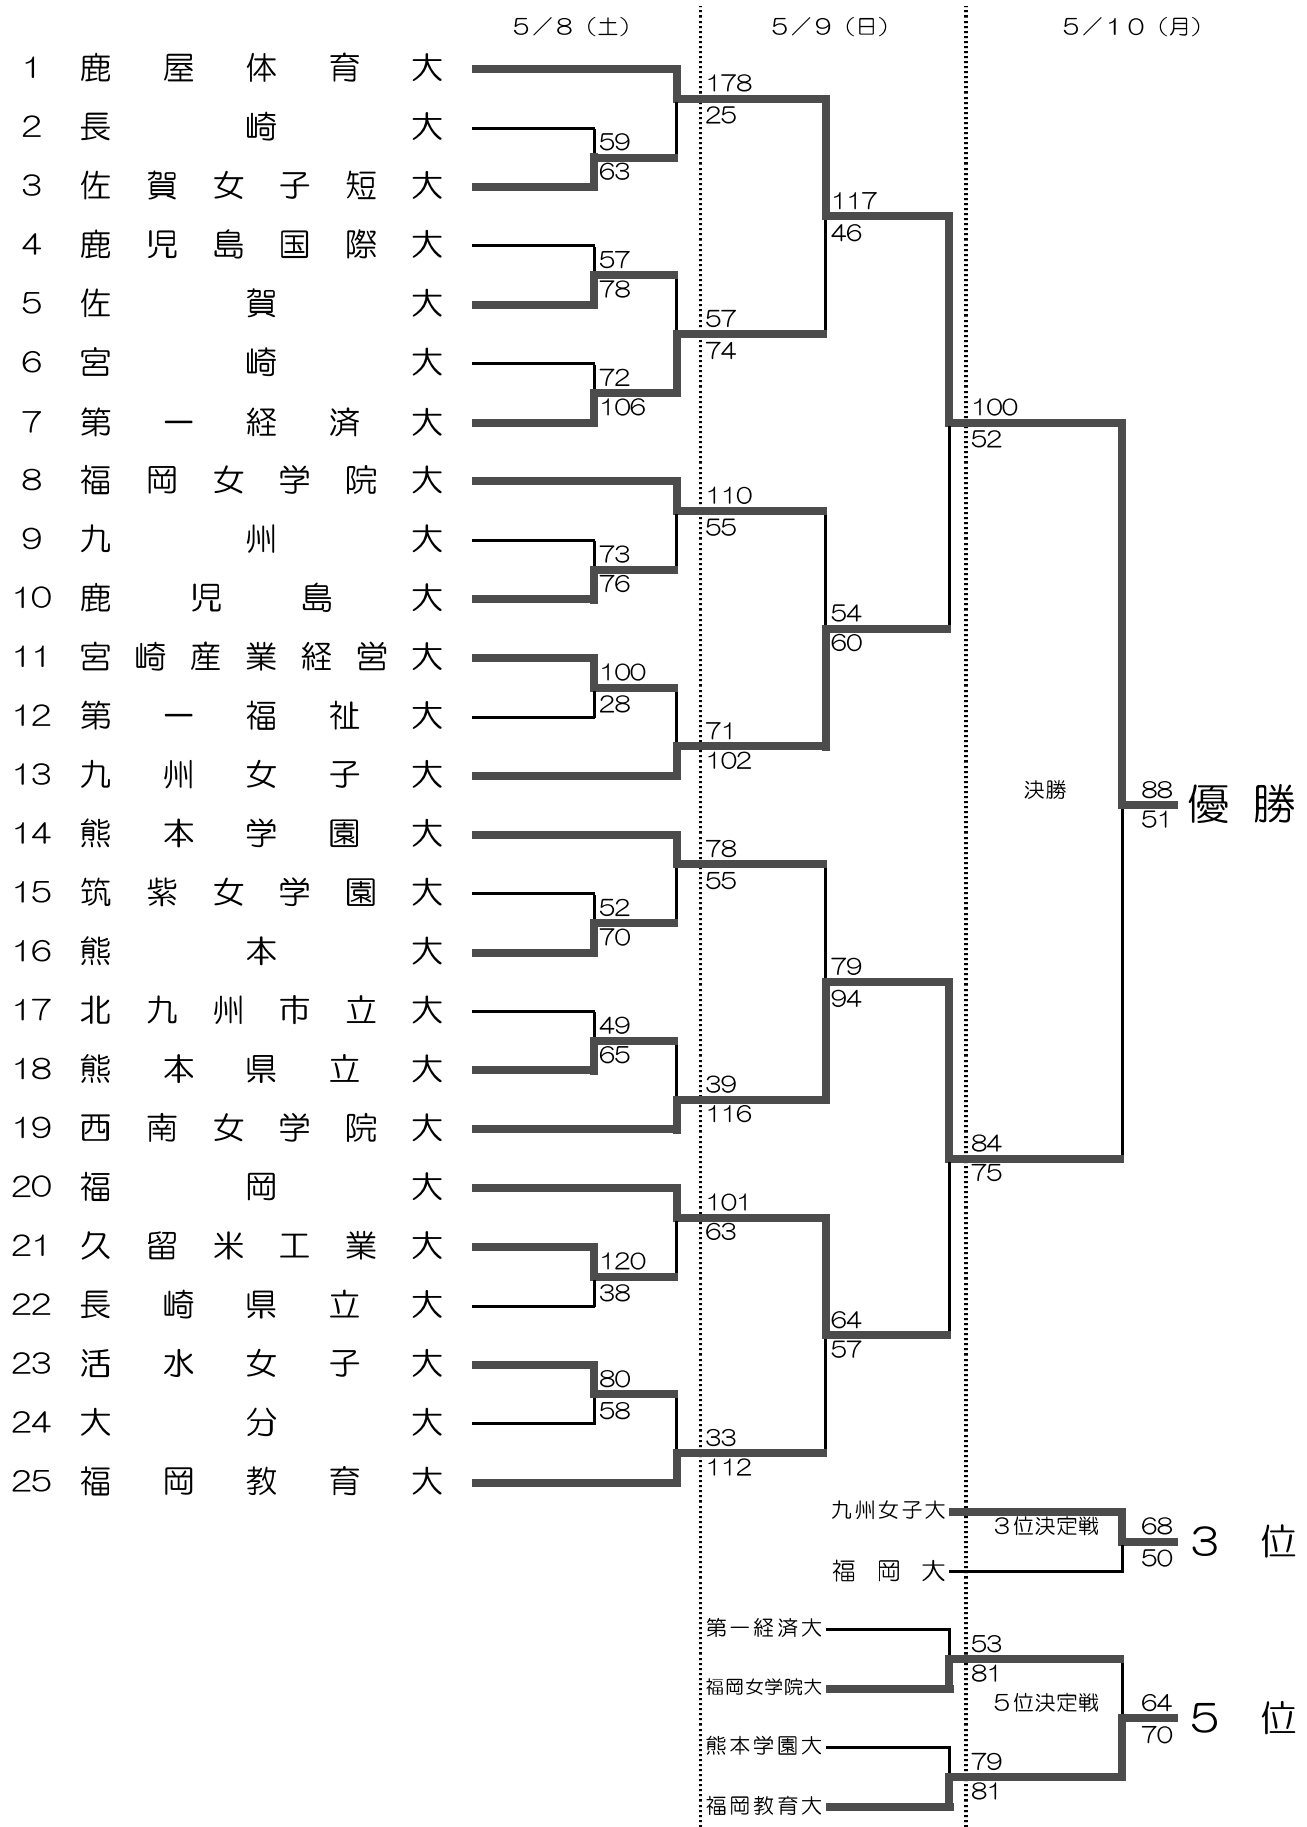 5／8（土） 5／9（日） 5／10（月）
1 鹿屋体育大
178
25
2 長崎大
59
63
3 佐賀女子短大
117
46
4 鹿児島国際大
57
78
5 佐賀大
57
74
6 宮崎大
72
106
7 第一経済大
100
52
8 福岡女学院大
110
55
9 九州大
73
76
10 鹿児島大
54
60
11 宮崎産業経営大
100
28
12 第一福祉大
71
102
13 九州女子大
決勝
88
51
優勝
14 熊本学園大
78
55
15 筑紫女学園大
52
70
16 熊本大
79
94
17 北九州市立大
49
65
18 熊本県立大
39
116
19 西南女学院大
84
75
20 福岡大
101
63
21 久留米工業大
120
38
22 長崎県立大
64
57
23 活水女子大
80
58
24 大分大
33
112
25 福岡教育大
九州女子大
3位決定戦
68
50
3位
福岡大
第一経済大
53
81
福岡女学院大
5位決定戦
64
70
5位
熊本学園大
79
81
福岡教育大